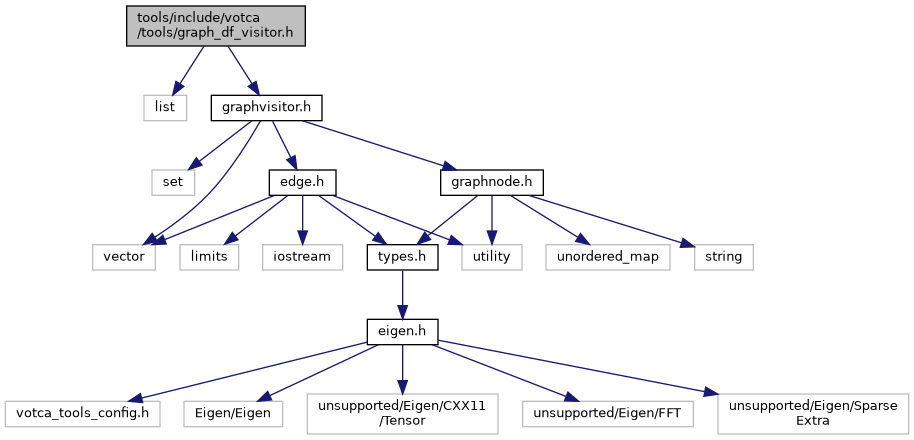 tools/include/votca
/tools/graph_df_visitor.h
list
graphvisitor.h
set
edge.h
graphnode.h
vector
limits
iostream
types.h
utility
unordered_map
string
eigen.h
votca_tools_config.h
Eigen/Eigen
unsupported/Eigen/CXX11
/Tensor
unsupported/Eigen/FFT
unsupported/Eigen/Sparse
Extra